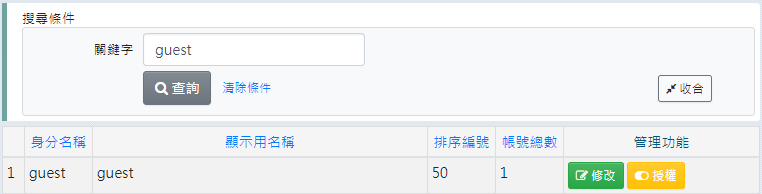 搜尋條件
關鍵字 guest
查詢 清除條件 收合
身分名稱 顯示用名稱 排序編號 帳號總數 管理功能
1 guest guest 50 1 修改 授權